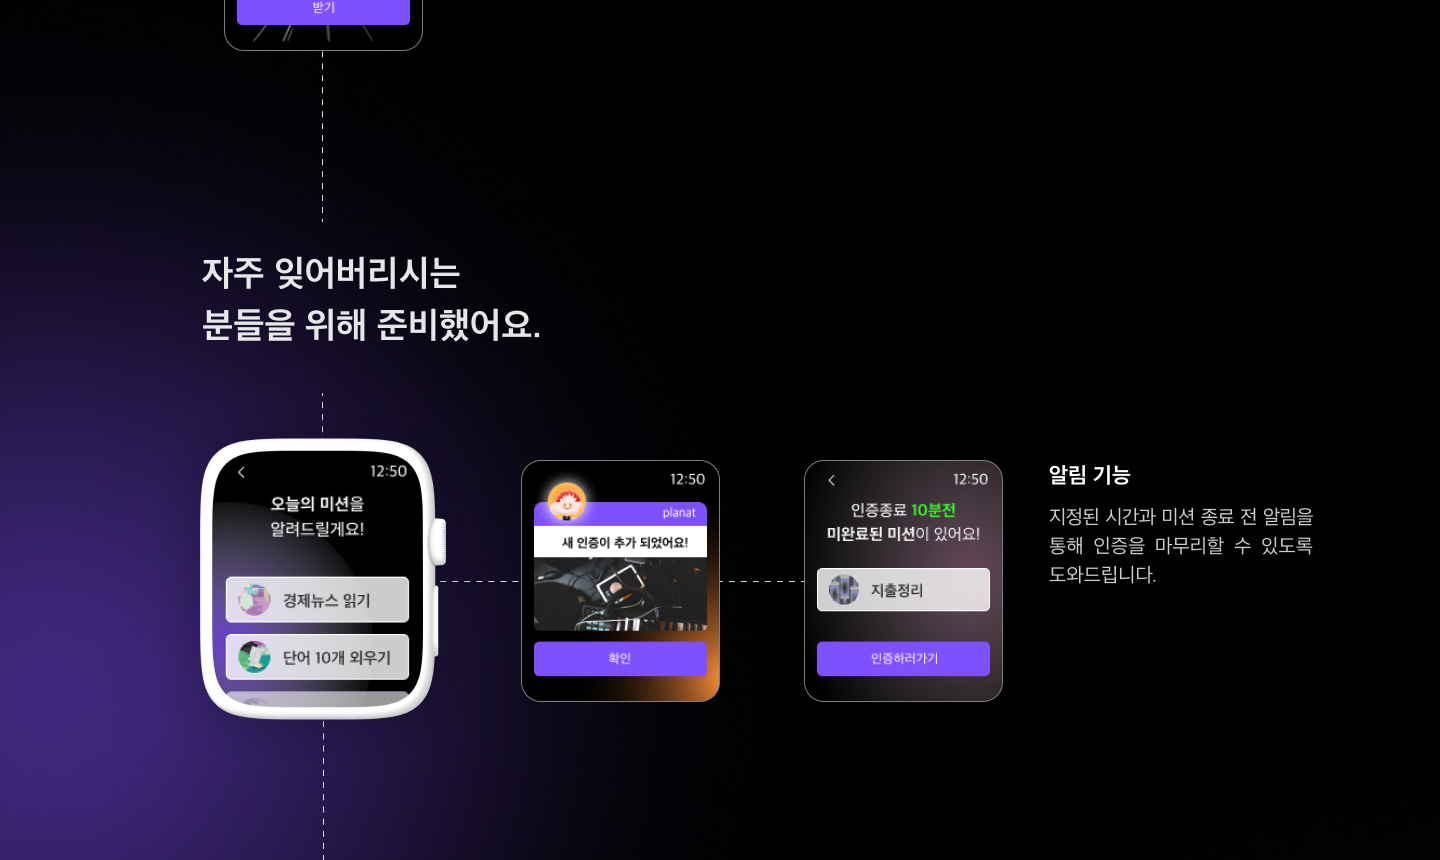 받기
자주 잊어버리시는
분들을 위해 준비했어요.
12:50
오늘의 미션을
알려드릴게요!
경제뉴스 읽기
단어 10개 외우기
12:50
planat
새 인증이 추가 되었어요!
확인
12:50
인증종료 10분전
미완료된 미션이 있어요!
지출정리
인증하러가기
알림 기능
지정된 시간과 미션 종료 전 알림을
통해 인증을 마무리할 수 있도록
도와드립니다.